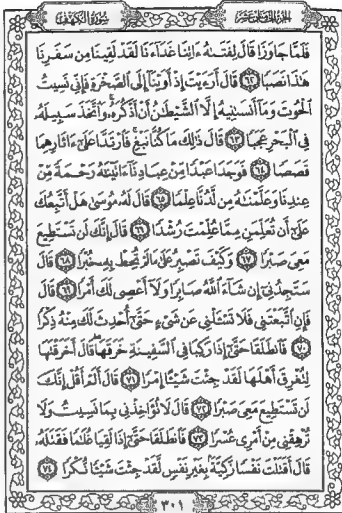 الجزء الخامس عشر
سورة الكهف
فَلَمَّا جَاوَزَا قَالَ لِفَتَىٰهُ ءَاتِنَا غَدَآءَنَا لَقَدْ لَقِينَا مِن سَفَرِنَا
هَٰذَا نَصَبًا ٦٢ قَالَ أَرَءَيْتَ إِذْ أَوَيْنَآ إِلَى ٱلصَّخْرَةِ فَإِنِّي نَسِيتُ
ٱلْحُوتَ وَمَآ أَنسَىٰنِيهُ إِلَّا ٱلشَّيْطَٰنُ أَنْ أَذْكُرَهُۥ وَٱتَّخَذَ سَبِيلَهُۥ
فِي ٱلْبَحْرِ عَجَبًا ٦٣ قَالَ ذَٰلِكَ مَا كُنَّا نَبْغِ فَٱرْتَدَّا عَلَىٰٓ ءَاثَارِهِمَا
قَصَصًا ٦٤ فَوَجَدَا عَبْدًا مِّنْ عِبَادِنَآ ءَاتَيْنَٰهُ رَحْمَةً مِّنْ
عِندِنَا وَعَلَّمْنَٰهُ مِن لَّدُنَّا عِلْمًا ٦٥ قَالَ لَهُۥ مُوسَىٰ هَلْ أَتَّبِعُكَ
عَلَىٰٓ أَن تُعَلِّمَنِ مِمَّا عُلِّمْتَ رُشْدًا ٦٦ قَالَ إِنَّكَ لَن تَسْتَطِيعَ
مَعِيَ صَبْرًا ٦٧ وَكَيْفَ تَصْبِرُ عَلَىٰ مَا لَمْ تُحِطْ بِهِۦ خُبْرًا ٦٨ قَالَ
سَتَجِدُنِيٓ إِن شَآءَ ٱللَّهُ صَابِرًا وَلَآ أَعْصِي لَكَ أَمْرًا ٦٩ قَالَ
فَإِنِ ٱتَّبَعْتَنِي فَلَا تَسْـَٔلْنِي عَن شَيْءٍ حَتَّىٰٓ أُحْدِثَ لَكَ مِنْهُ ذِكْرًا
٧٠ فَٱنطَلَقَا حَتَّىٰٓ إِذَا رَكِبَا فِي ٱلسَّفِينَةِ خَرَقَهَا قَالَ أَخَرَقْتَهَا
لِتُغْرِقَ أَهْلَهَا لَقَدْ جِئْتَ شَيْـًٔا إِمْرًا ٧١ قَالَ أَلَمْ أَقُلْ إِنَّكَ
لَن تَسْتَطِيعَ مَعِيَ صَبْرًا ٧٢ قَالَ لَا تُؤَاخِذْنِي بِمَا نَسِيتُ وَلَا
تُرْهِقْنِي مِنْ أَمْرِي عُسْرًا ٧٣ فَٱنطَلَقَا حَتَّىٰٓ إِذَا لَقِيَا غُلَٰمًا فَقَتَلَهُۥ
قَالَ أَقَتَلْتَ نَفْسًا زَكِيَّةً بِغَيْرِ نَفْسٍ لَّقَدْ جِئْتَ شَيْـًٔا نُّكْرًا ٧٤
٣٠١